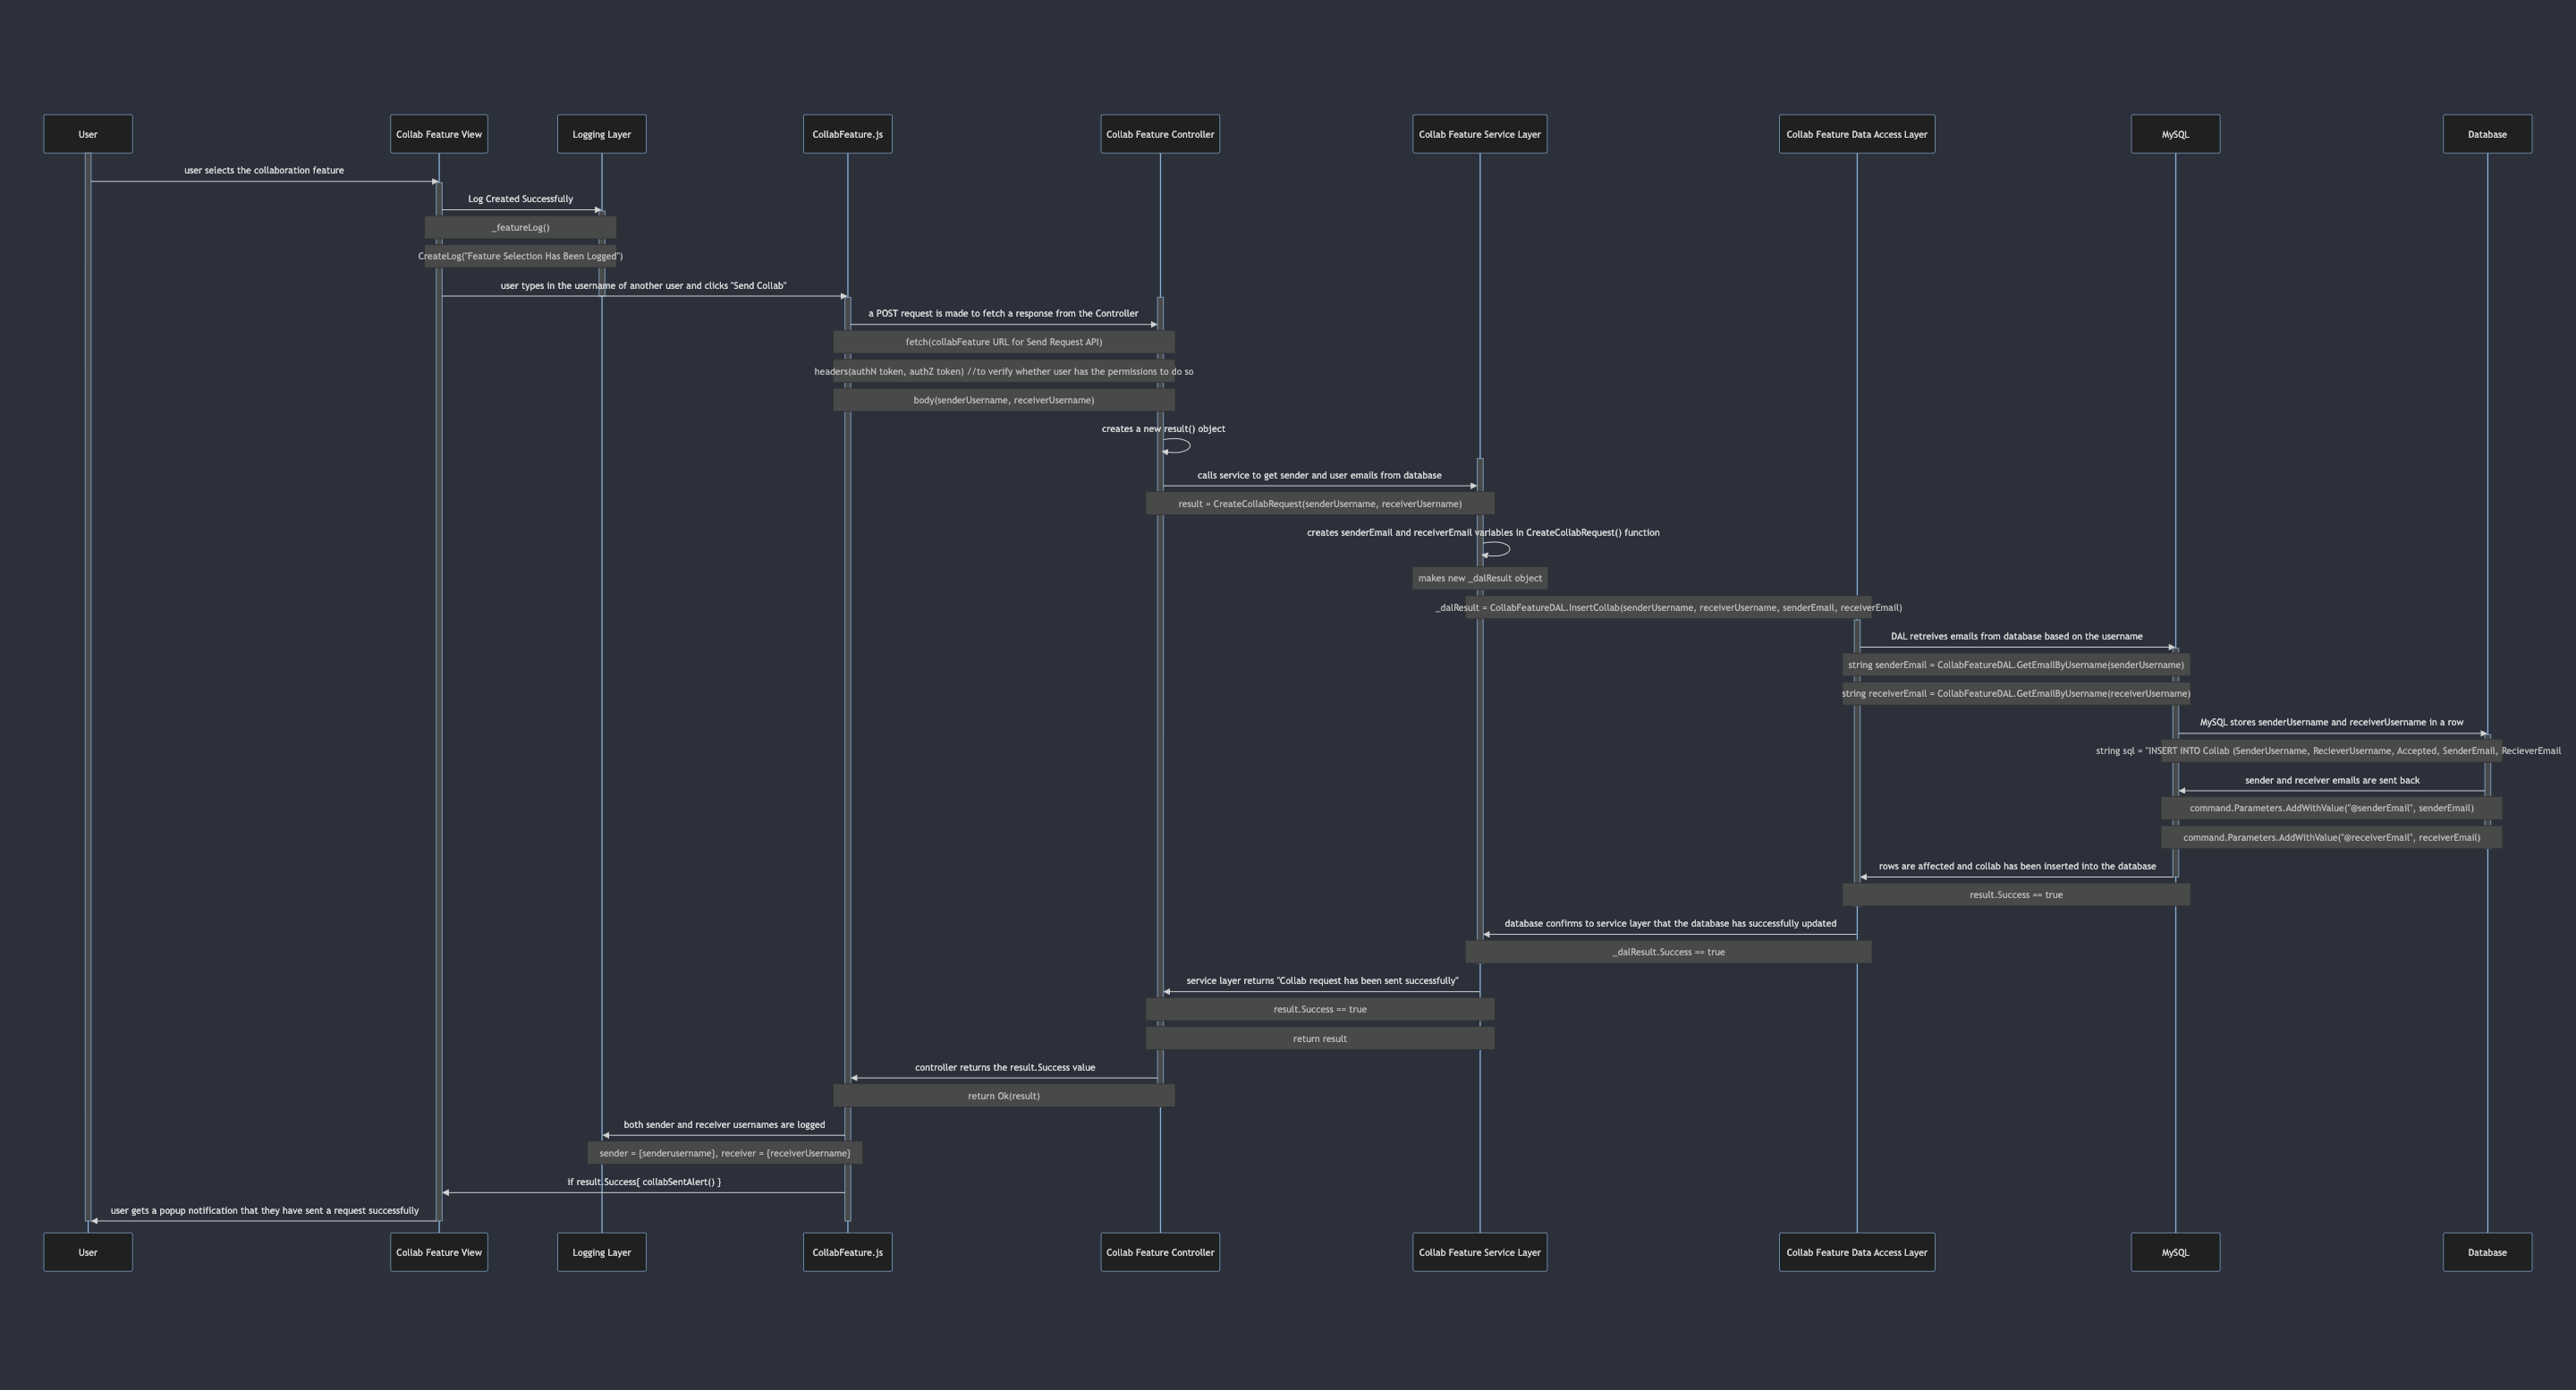 User
Collab Feature View
Logging Layer
CollabFeature.js
Collab Feature Controller
Collab Feature Service Layer
Collab Feature Data Access Layer
MySQL
Database
user selects the collaboration feature
Log Created Successfully
_featureLog()
CreateLog("Feature Selection Has Been Logged")
user types in the username of another user and clicks "Send Collab"
a POST request is made to fetch a response from the Controller
fetch(collabFeature URL for Send Request API)
headers(authN token, authZ token) //to verify whether user has the permissions to do so
body(senderUsername, receiverUsername)
creates a new result() object
calls service to get sender and user emails from database
result = CreateCollabRequest(senderUsername, receiverUsername)
creates senderEmail and receiverEmail variables in CreateCollabRequest() function
makes new _dalResult object
_dalResult = CollabFeatureDAL.InsertCollab(senderUsername, receiverUsername, senderEmail, receiverEmail)
DAL retreives emails from database based on the username
string senderEmail = CollabFeatureDAL.GetEmailByUsername(senderUsername)
string receiverEmail = CollabFeatureDAL.GetEmailByUsername(receiverUsername)
MySQL stores senderUsername and receiverUsername in a row
string sql = "INSERT INTO Collab (SenderUsername, RecieverUsername, Accepted, SenderEmail, RecieverEmail
sender and receiver emails are sent back
command.Parameters.AddWithValue("@senderEmail", senderEmail)
command.Parameters.AddWithValue("@receiverEmail", receiverEmail)
rows are affected and collab has been inserted into the database
result.Success == true
database confirms to service layer that the database has successfully updated
_dalResult.Success == true
service layer returns "Collab request has been sent successfully"
result.Success == true
return result
controller returns the result.Success value
return Ok(result)
both sender and receiver usernames are logged
sender = {senderusername}, receiver = {receiverUsername}
if result.Success{ collabSentAlert() }
user gets a popup notification that they have sent a request successfully
User
Collab Feature View
Logging Layer
CollabFeature.js
Collab Feature Controller
Collab Feature Service Layer
Collab Feature Data Access Layer
MySQL
Database